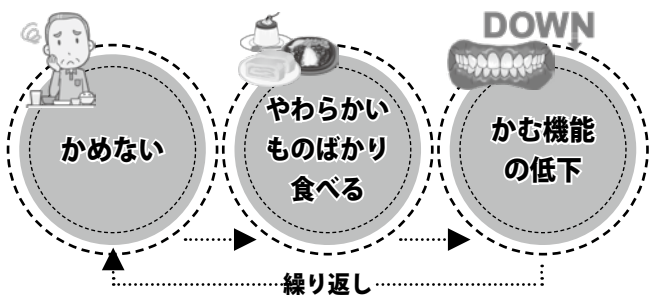 DOWN
かめない
やわらかい
ものばかり
食べる
かむ機能
の低下
繰り返し